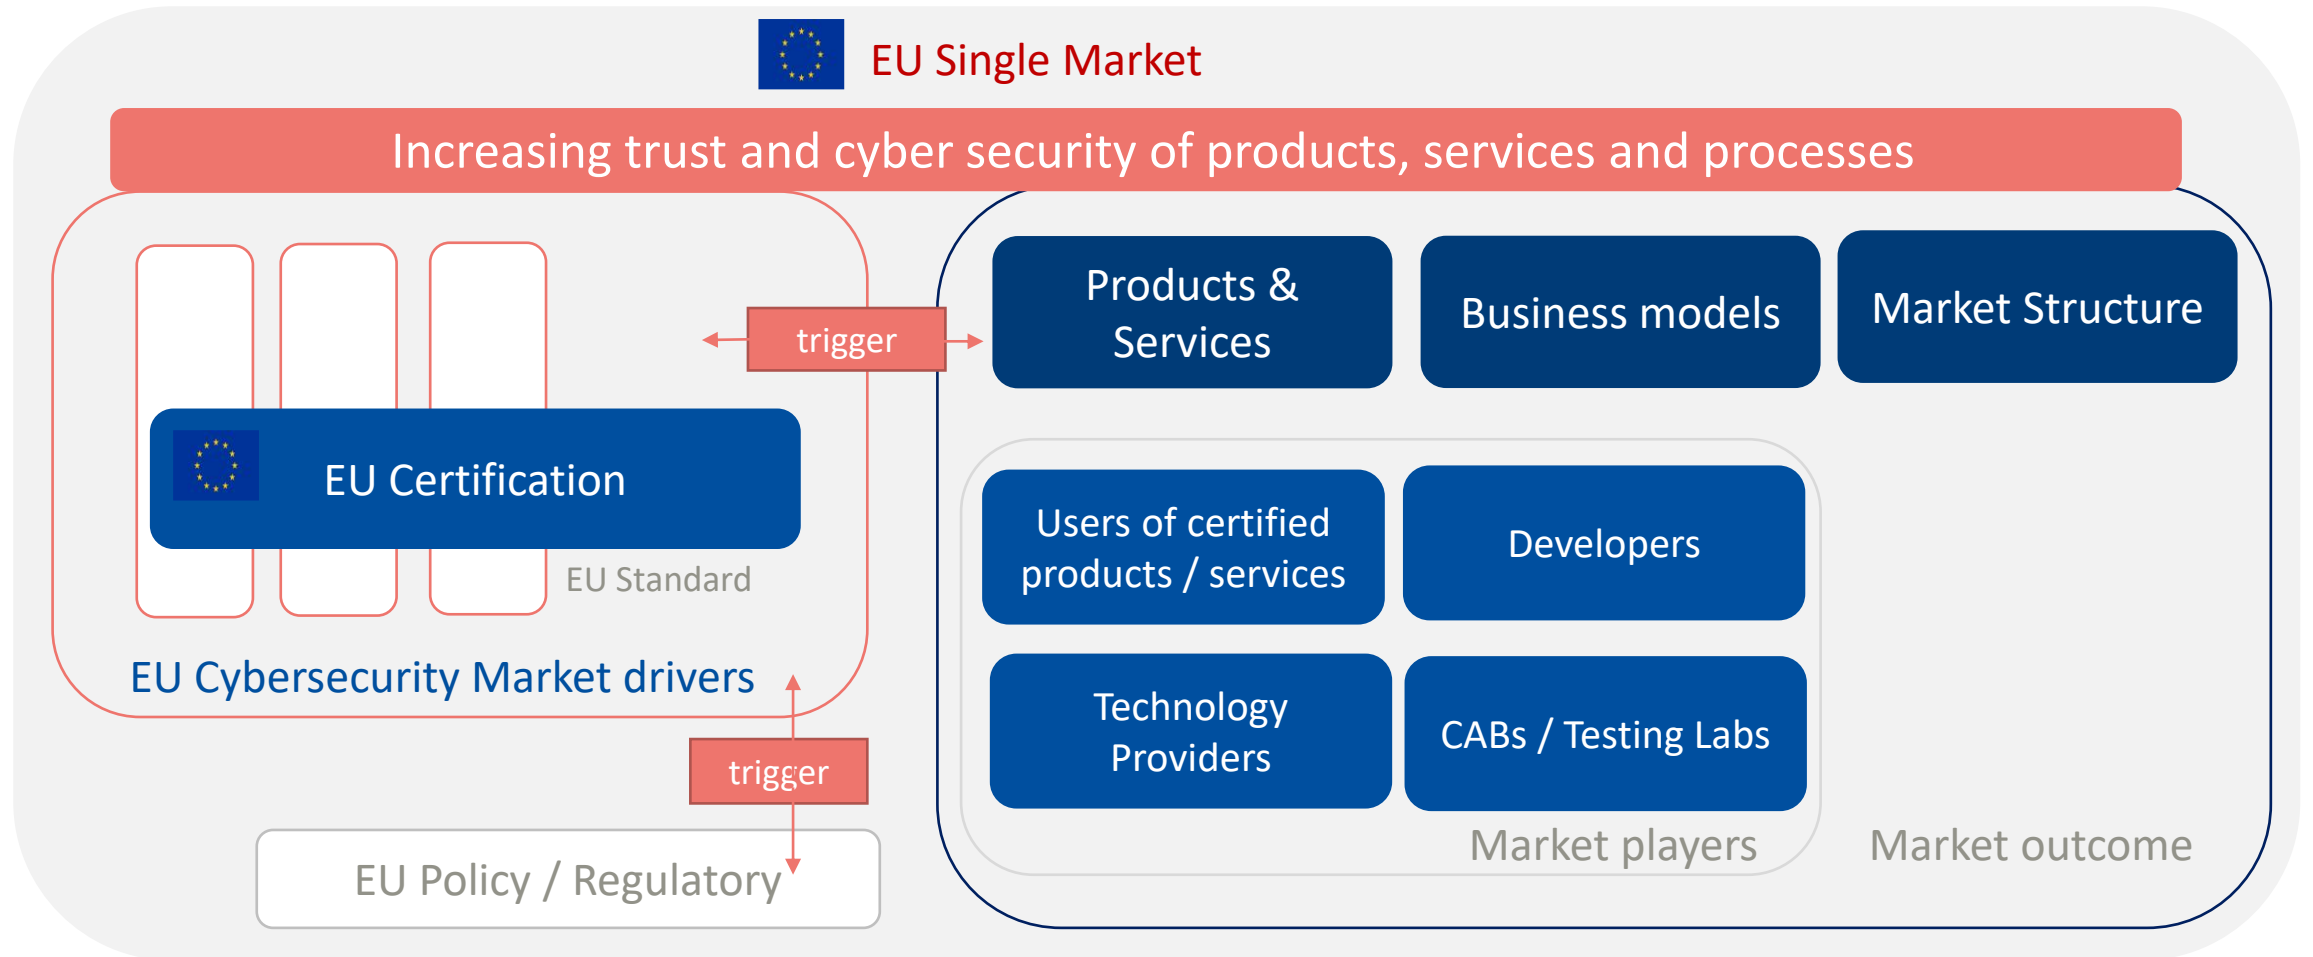 EU Single Market
Increasing trust and cyber security of products, services and processes
trigger
Products &
Services
Business models
Market Structure
EU Certification
EU Standard
EU Cybersecurity Market drivers
Users of certified
products / services
Developers
Technology
Providers
CABs / Testing Labs
Market players
Market outcome
trigger
EU Policy / Regulatory